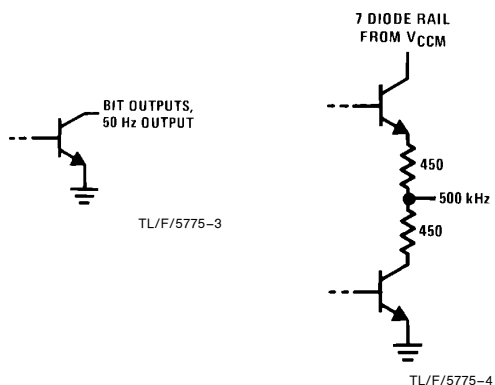 BIT OUTPUTS,
50 Hz OUTPUT
TL/F/5775–3
7 DIODE RAIL
FROM VCCM
450
500 kHz
450
TL/F/5775–4